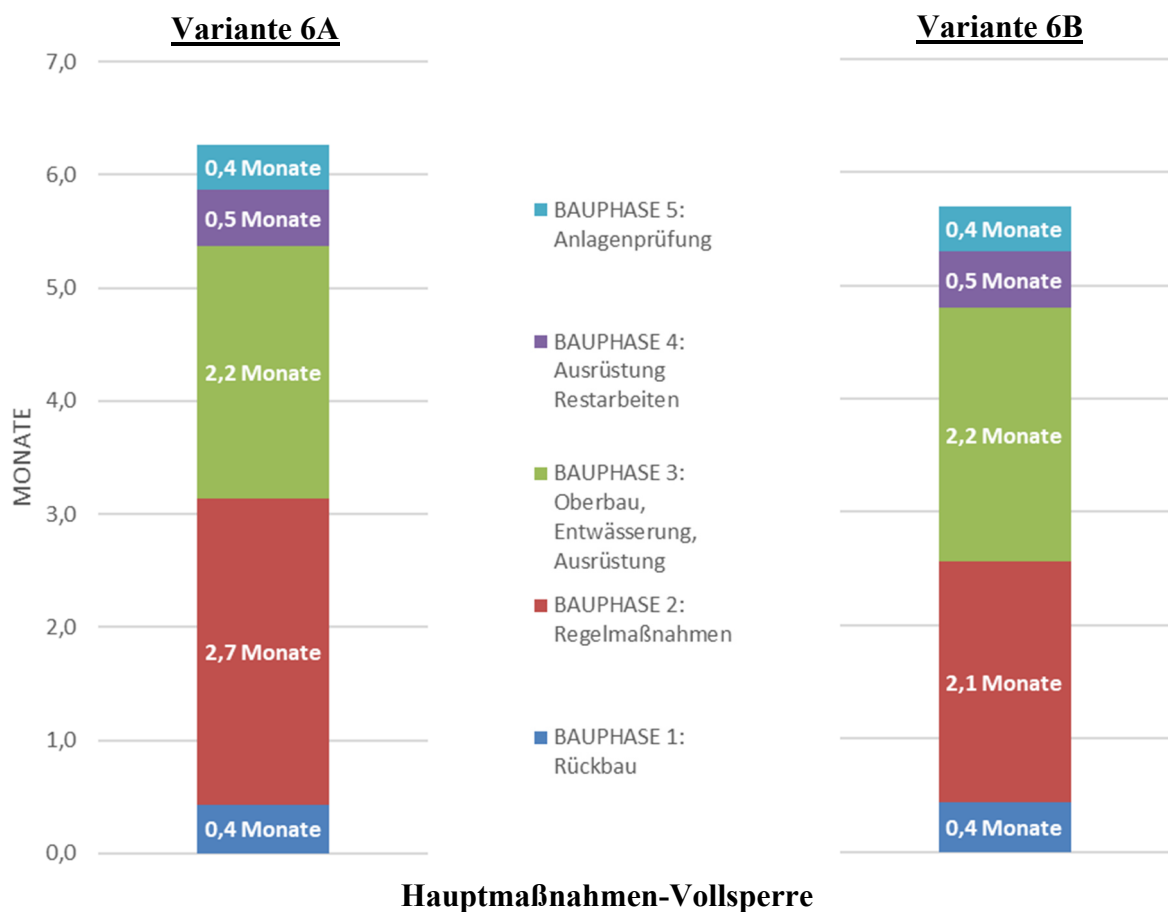 Variante 6A
Variante 6B
7,0
6,0
5,0
4,0
3,0
2,0
1,0
0,0
MONATE
0,4 Monate
0,5 Monate
2,2 Monate
2,7 Monate
0,4 Monate
BAUPHASE 5:
Anlagenprüfung
BAUPHASE 4:
Ausrüstung
Restarbeiten
BAUPHASE 3:
Oberbau,
Entwässerung,
Ausrüstung
BAUPHASE 2:
Regelmaßnahmen
BAUPHASE 1:
Rückbau
0,4 Monate
0,5 Monate
2,2 Monate
2,1 Monate
0,4 Monate
Hauptmaßnahmen-Vollsperre